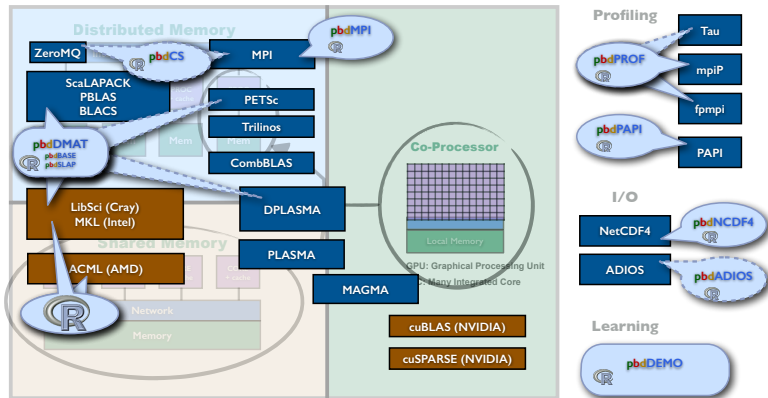 Distributed Memory
ZeroMQ
pbdCS
MPI
pbdMPI
ScaLAPACK
PBLAS
BLACS
PETSc
Trilinos
Mem
Mem
CombBLAS
pbdDMAT
pbdBASE
pbdSLAP
R
LibSci (Cray)
MKL (Intel)
DPLASMA
Shared Memory
PLASMA
ACML (AMD)
MAGMA
R
Network
Memory
Co-Processor
Local Memory
GPU: Graphical Processing Unit
: Many Integrated Core
cuBLAS (NVIDIA)
cuSPARSE (NVIDIA)
Profiling
Tau
pbdPROF
R
mpiP
fpmpi
pbdPAPI
R
PAPI
I/O
NetCDF4
pbdNCDF4
R
ADIOS
pbdADIOS
R
Learning
pbdDEMO
R